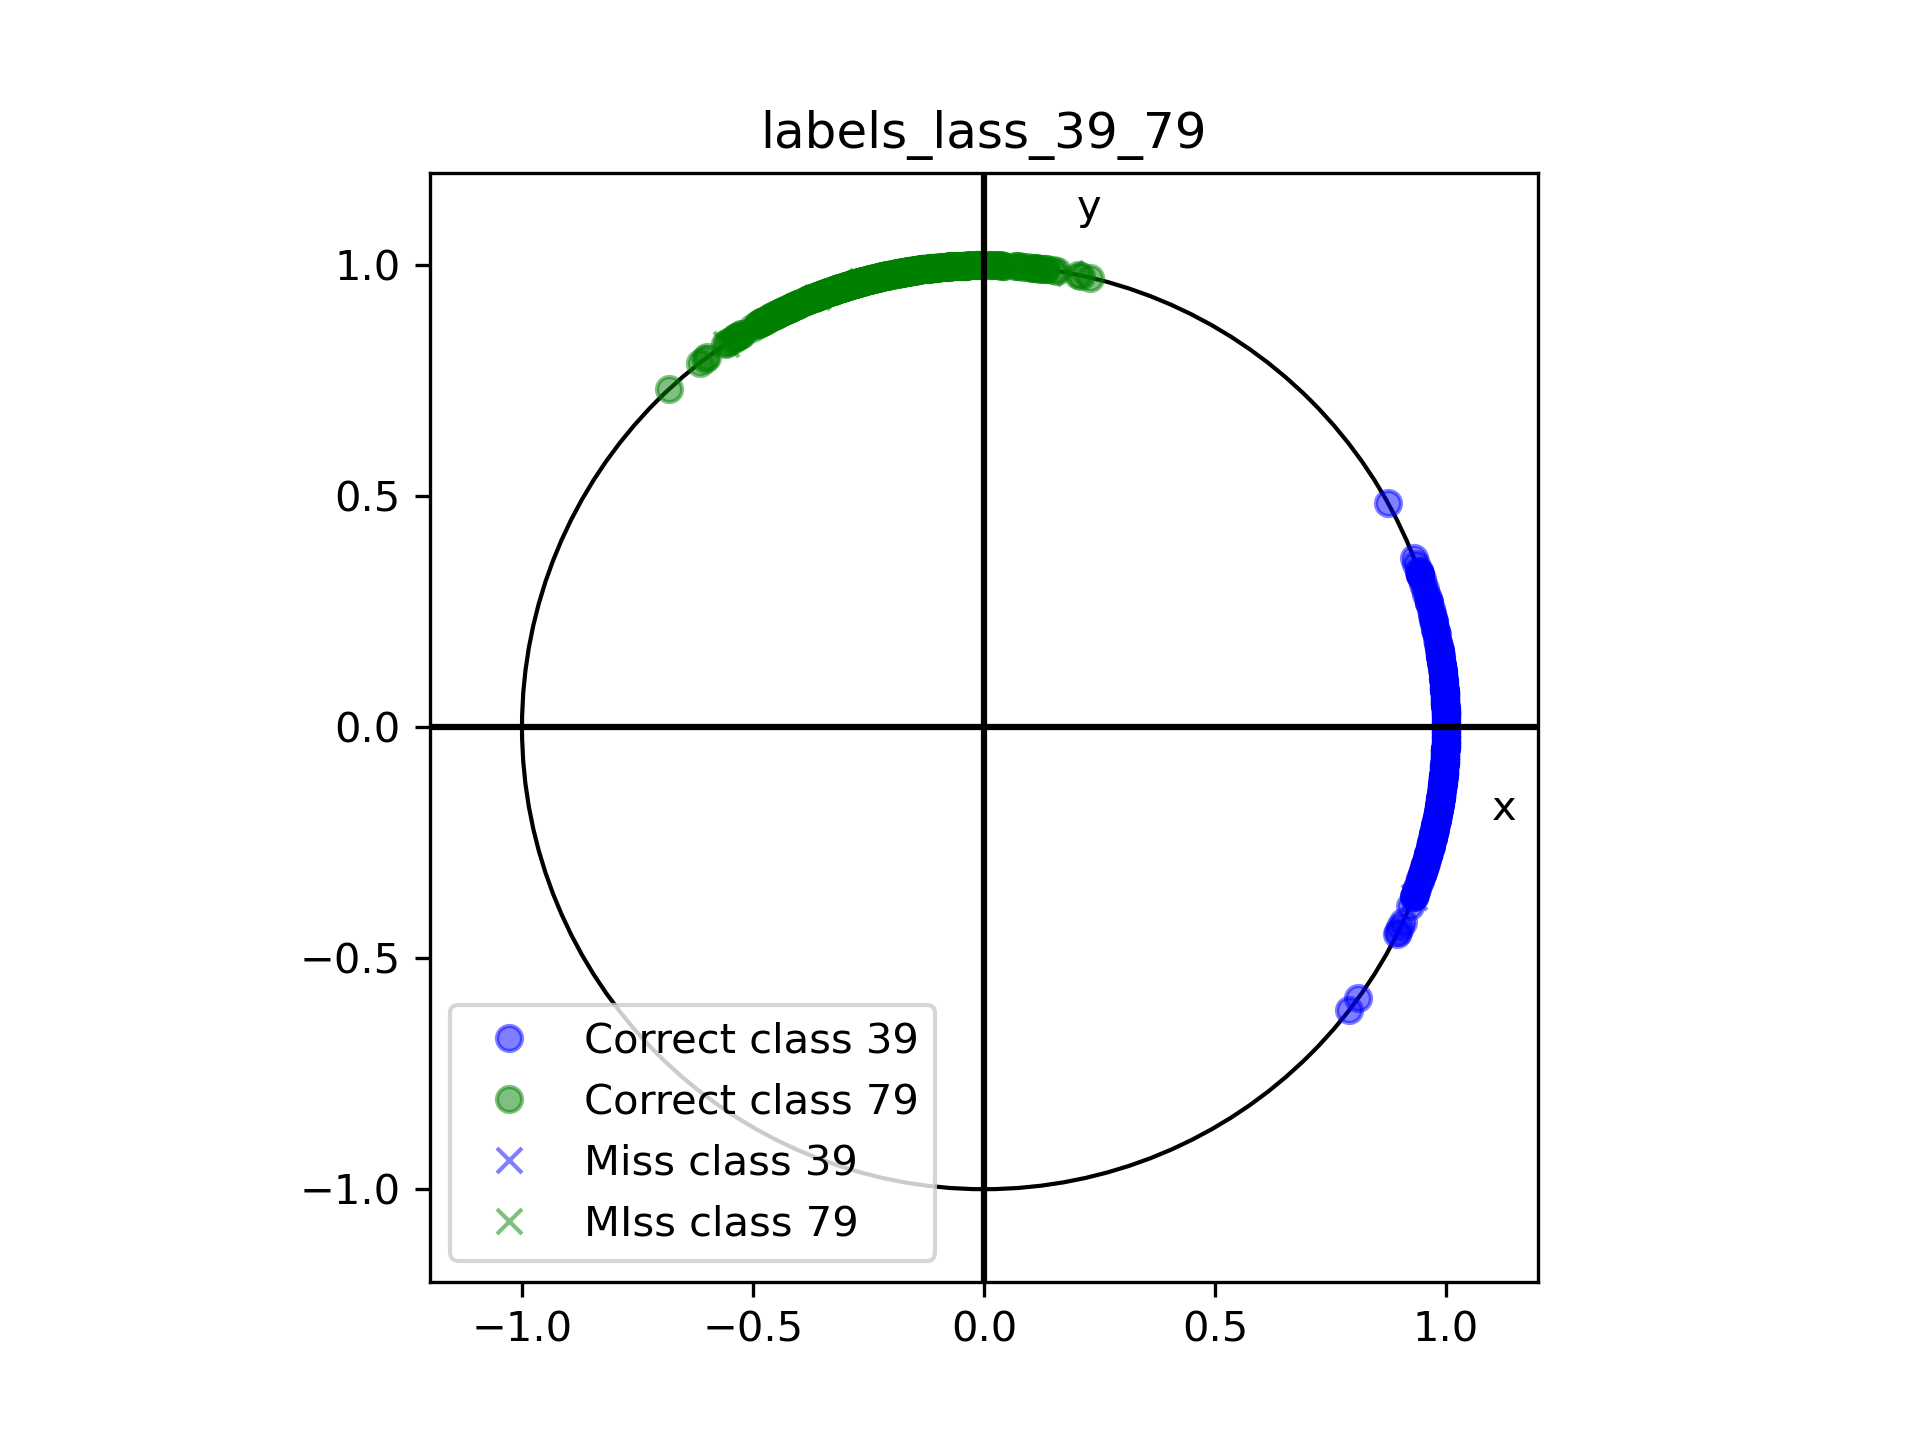 labels_lass_39_79
y
1.0
0.5
0.0
−0.5
−1.0
x
Correct class 39
Correct class 79
Miss class 39
MIss class 79
−1.0 −0.5 0.0 0.5 1.0